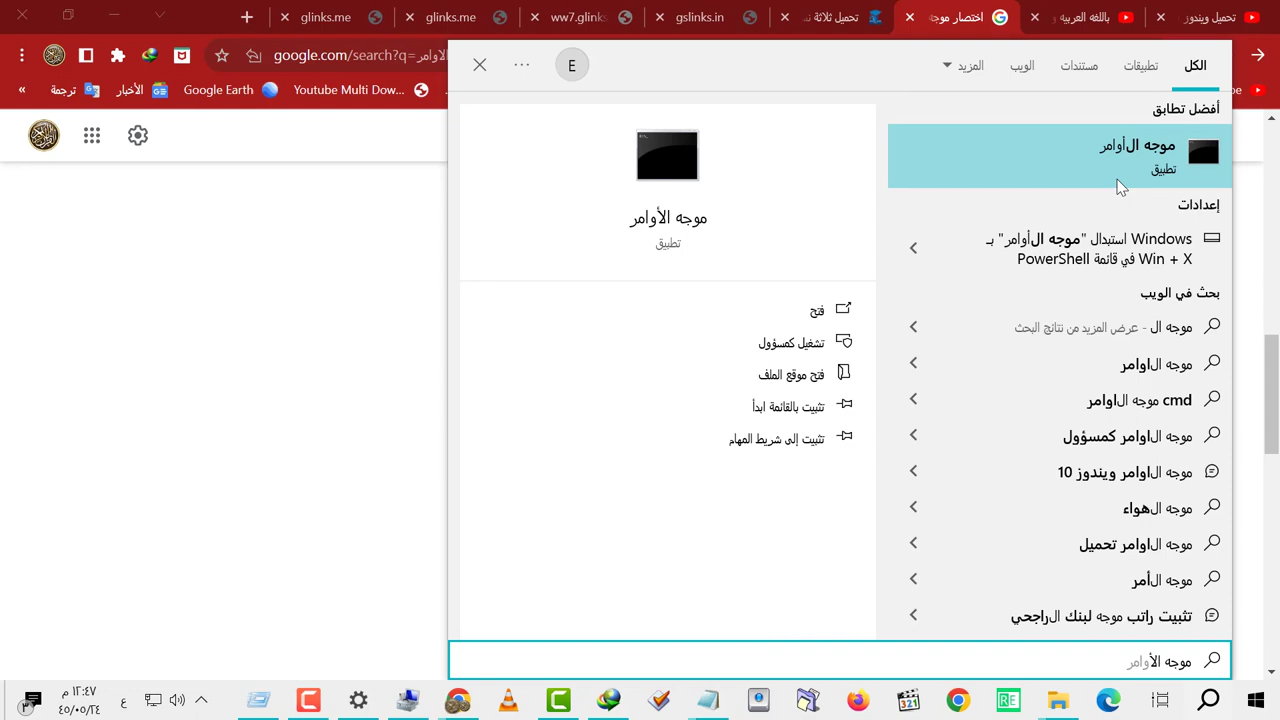 تحميل ويندوز
باللغه العربيه و
اختصار موجه
تحميل ثلاثة نس
gslinks.in
ww7.glinks
glinks.me
glinks.me
google.com/search?q=
ترجمة
الأخبار
Google Earth
Youtube Multi Dow...
الكل
تطبيقات
مستندات
الويب
المزيد
E
أفضل تطابق
موجه الأوامر
تطبيق
إعدادات
Windows استبدال "موجه الأوامر" بـ
PowerShell في قائمة Win + X
بحث في الويب
موجه ال - عرض المزيد من نتائج البحث
موجه الاوامر
cmd موجه الاوامر
موجه الاوامر كمسؤول
موجه الاوامر ويندوز 10
موجه الهواء
موجه الاوامر تحميل
موجه الأمر
تثبيت راتب موجه لبنك الراجحي
موجه الأوامر
موجه الأوامر
تطبيق
فتح
تشغيل كمسؤول
فتح موقع الملف
تثبيت بالقائمة ابدأ
تثبيت إلى شريط المهام
ع
١٢:٤٧ م
٤٥/٠٥/٢٤